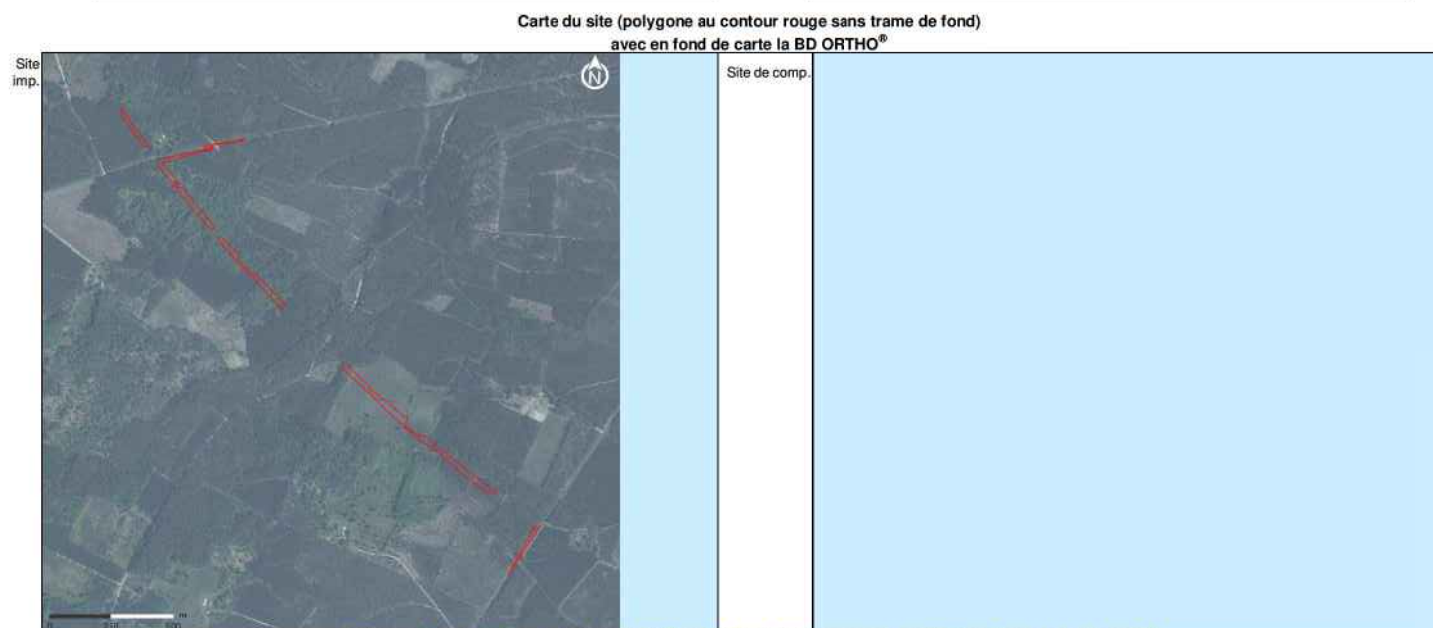 Carte du site (polygone au contour rouge sans trame de fond)
avec en fond de carte la BD ORTHO®
Site
imp.
N
Site de comp.
m
0